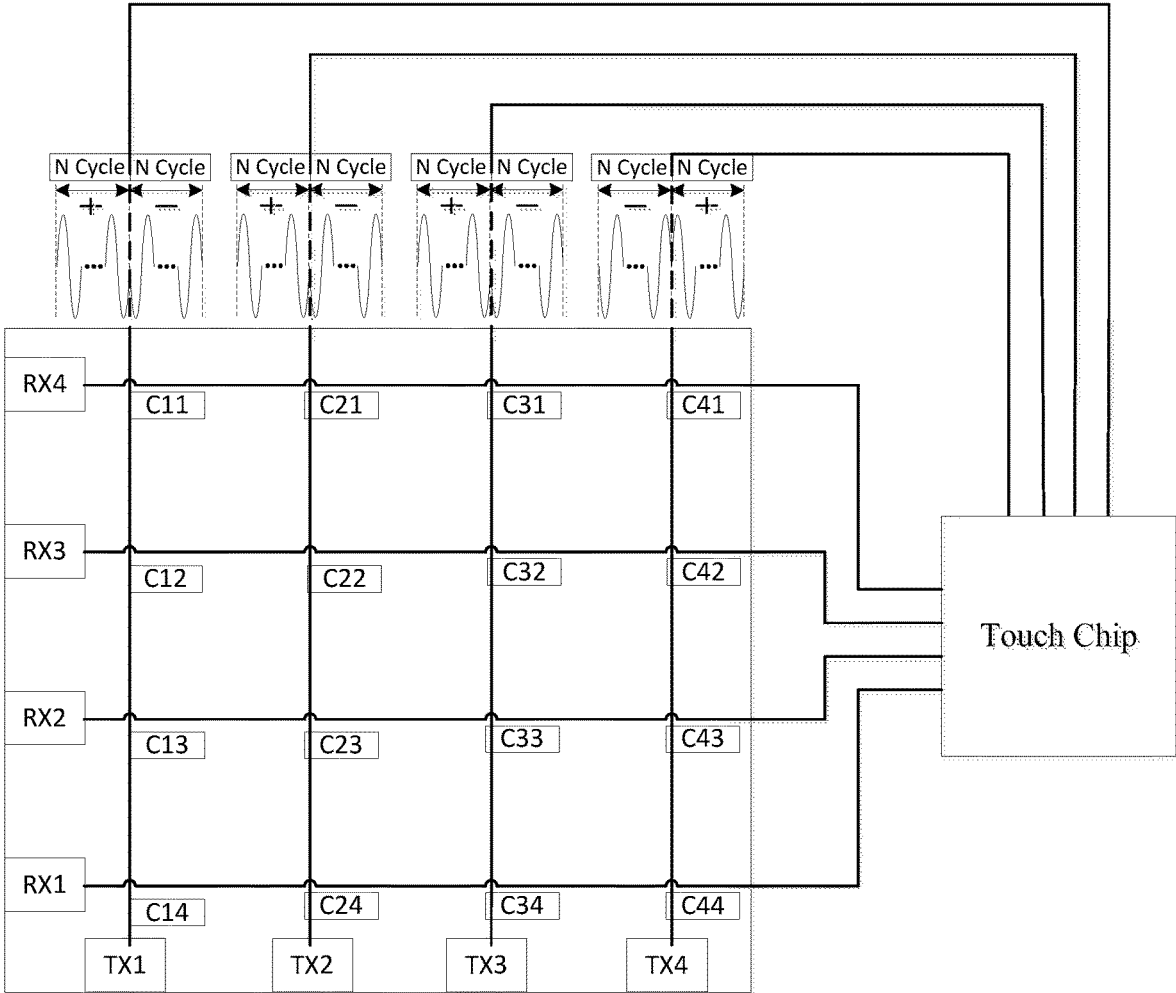 N Cycle N Cycle N Cycle N Cycle N Cycle N Cycle N Cycle N Cycle
+ − + − + − − +
... ... ... ... ... ... ... ...
RX4
C11 C21 C31 C41
RX3
C12 C22 C32 C42
Touch Chip
RX2
C13 C23 C33 C43
RX1
C14 C24 C34 C44
TX1 TX2 TX3 TX4